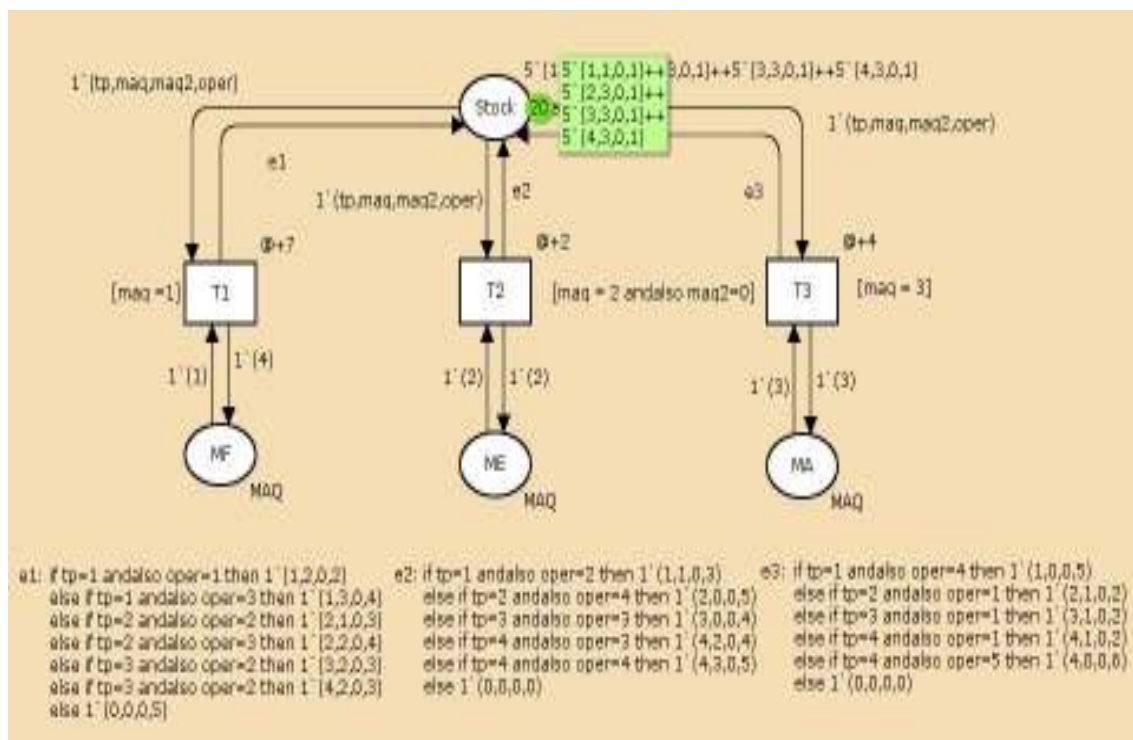 5`(1 3,0,1)++5`(3,3,0,1)++5`(4,3,0,1)
5`(1,1,0,1)++
5`(2,3,0,1)++
5`(3,3,0,1)++
5`(4,3,0,1)
1`(tp,maq,maq2,oper)
Stock
20
1`(tp,maq,maq2,oper)
e1
1`(tp,maq,maq2,oper)
e2
e3
@+7
@+2
@+4
[maq =1]
T1
T2
[maq = 2 andalso maq2=0]
T3
[maq = 3]
1`(1)
1`(4)
1`(2)
1`(2)
1`(3)
1`(3)
MF
MAQ
ME
MAQ
MA
MAQ
e1: if tp=1 andalso oper=1 then 1`(1,2,0,2)
else if tp=1 andalso oper=3 then 1`(1,3,0,4)
else if tp=2 andalso oper=2 then 1`(2,1,0,3)
else if tp=2 andalso oper=3 then 1`(2,2,0,4)
else if tp=3 andalso oper=2 then 1`(3,2,0,3)
else if tp=3 andalso oper=2 then 1`(4,2,0,3)
else 1`(0,0,0,5)
e2: if tp=1 andalso oper=2 then 1`(1,1,0,3)
else if tp=2 andalso oper=4 then 1`(2,0,0,5)
else if tp=3 andalso oper=3 then 1`(3,0,0,4)
else if tp=4 andalso oper=3 then 1`(4,2,0,4)
else if tp=4 andalso oper=4 then 1`(4,3,0,5)
else 1`(0,0,0,0)
e3: if tp=1 andalso oper=4 then 1`(1,0,0,5)
else if tp=2 andalso oper=1 then 1`(2,1,0,2)
else if tp=3 andalso oper=1 then 1`(3,1,0,2)
else if tp=4 andalso oper=1 then 1`(4,1,0,2)
else if tp=4 andalso oper=5 then 1`(4,0,0,6)
else 1`(0,0,0,0)